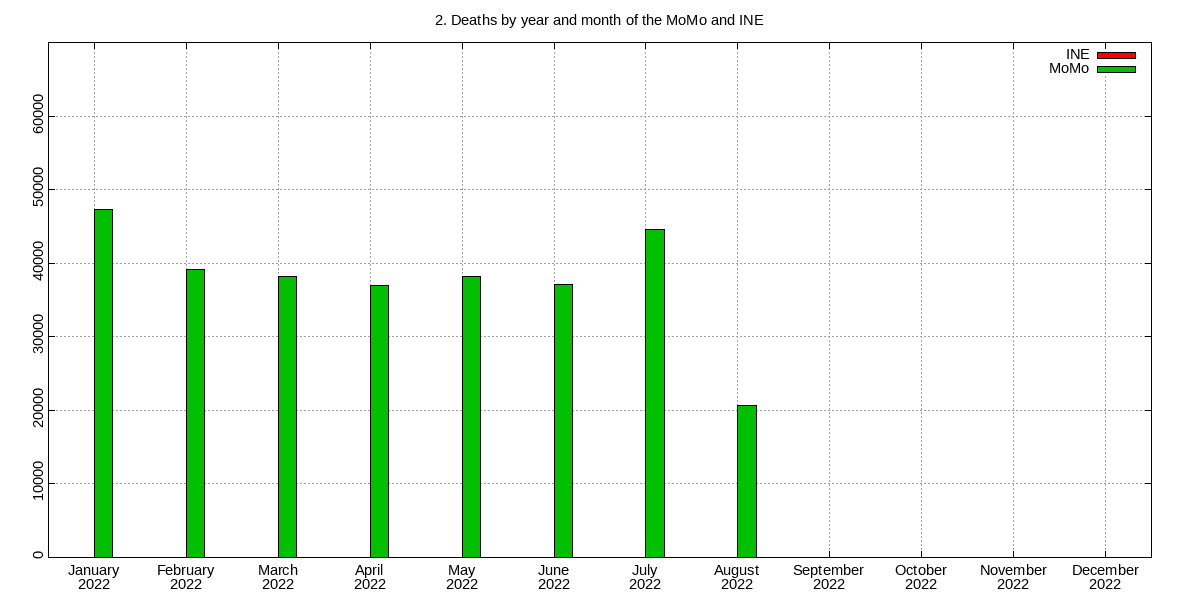 2. Deaths by year and month of the MoMo and INE
INE
MoMo
60000
50000
40000
30000
20000
10000
0
January February March April May June July August September October November December
2022 2022 2022 2022 2022 2022 2022 2022 2022 2022 2022 2022